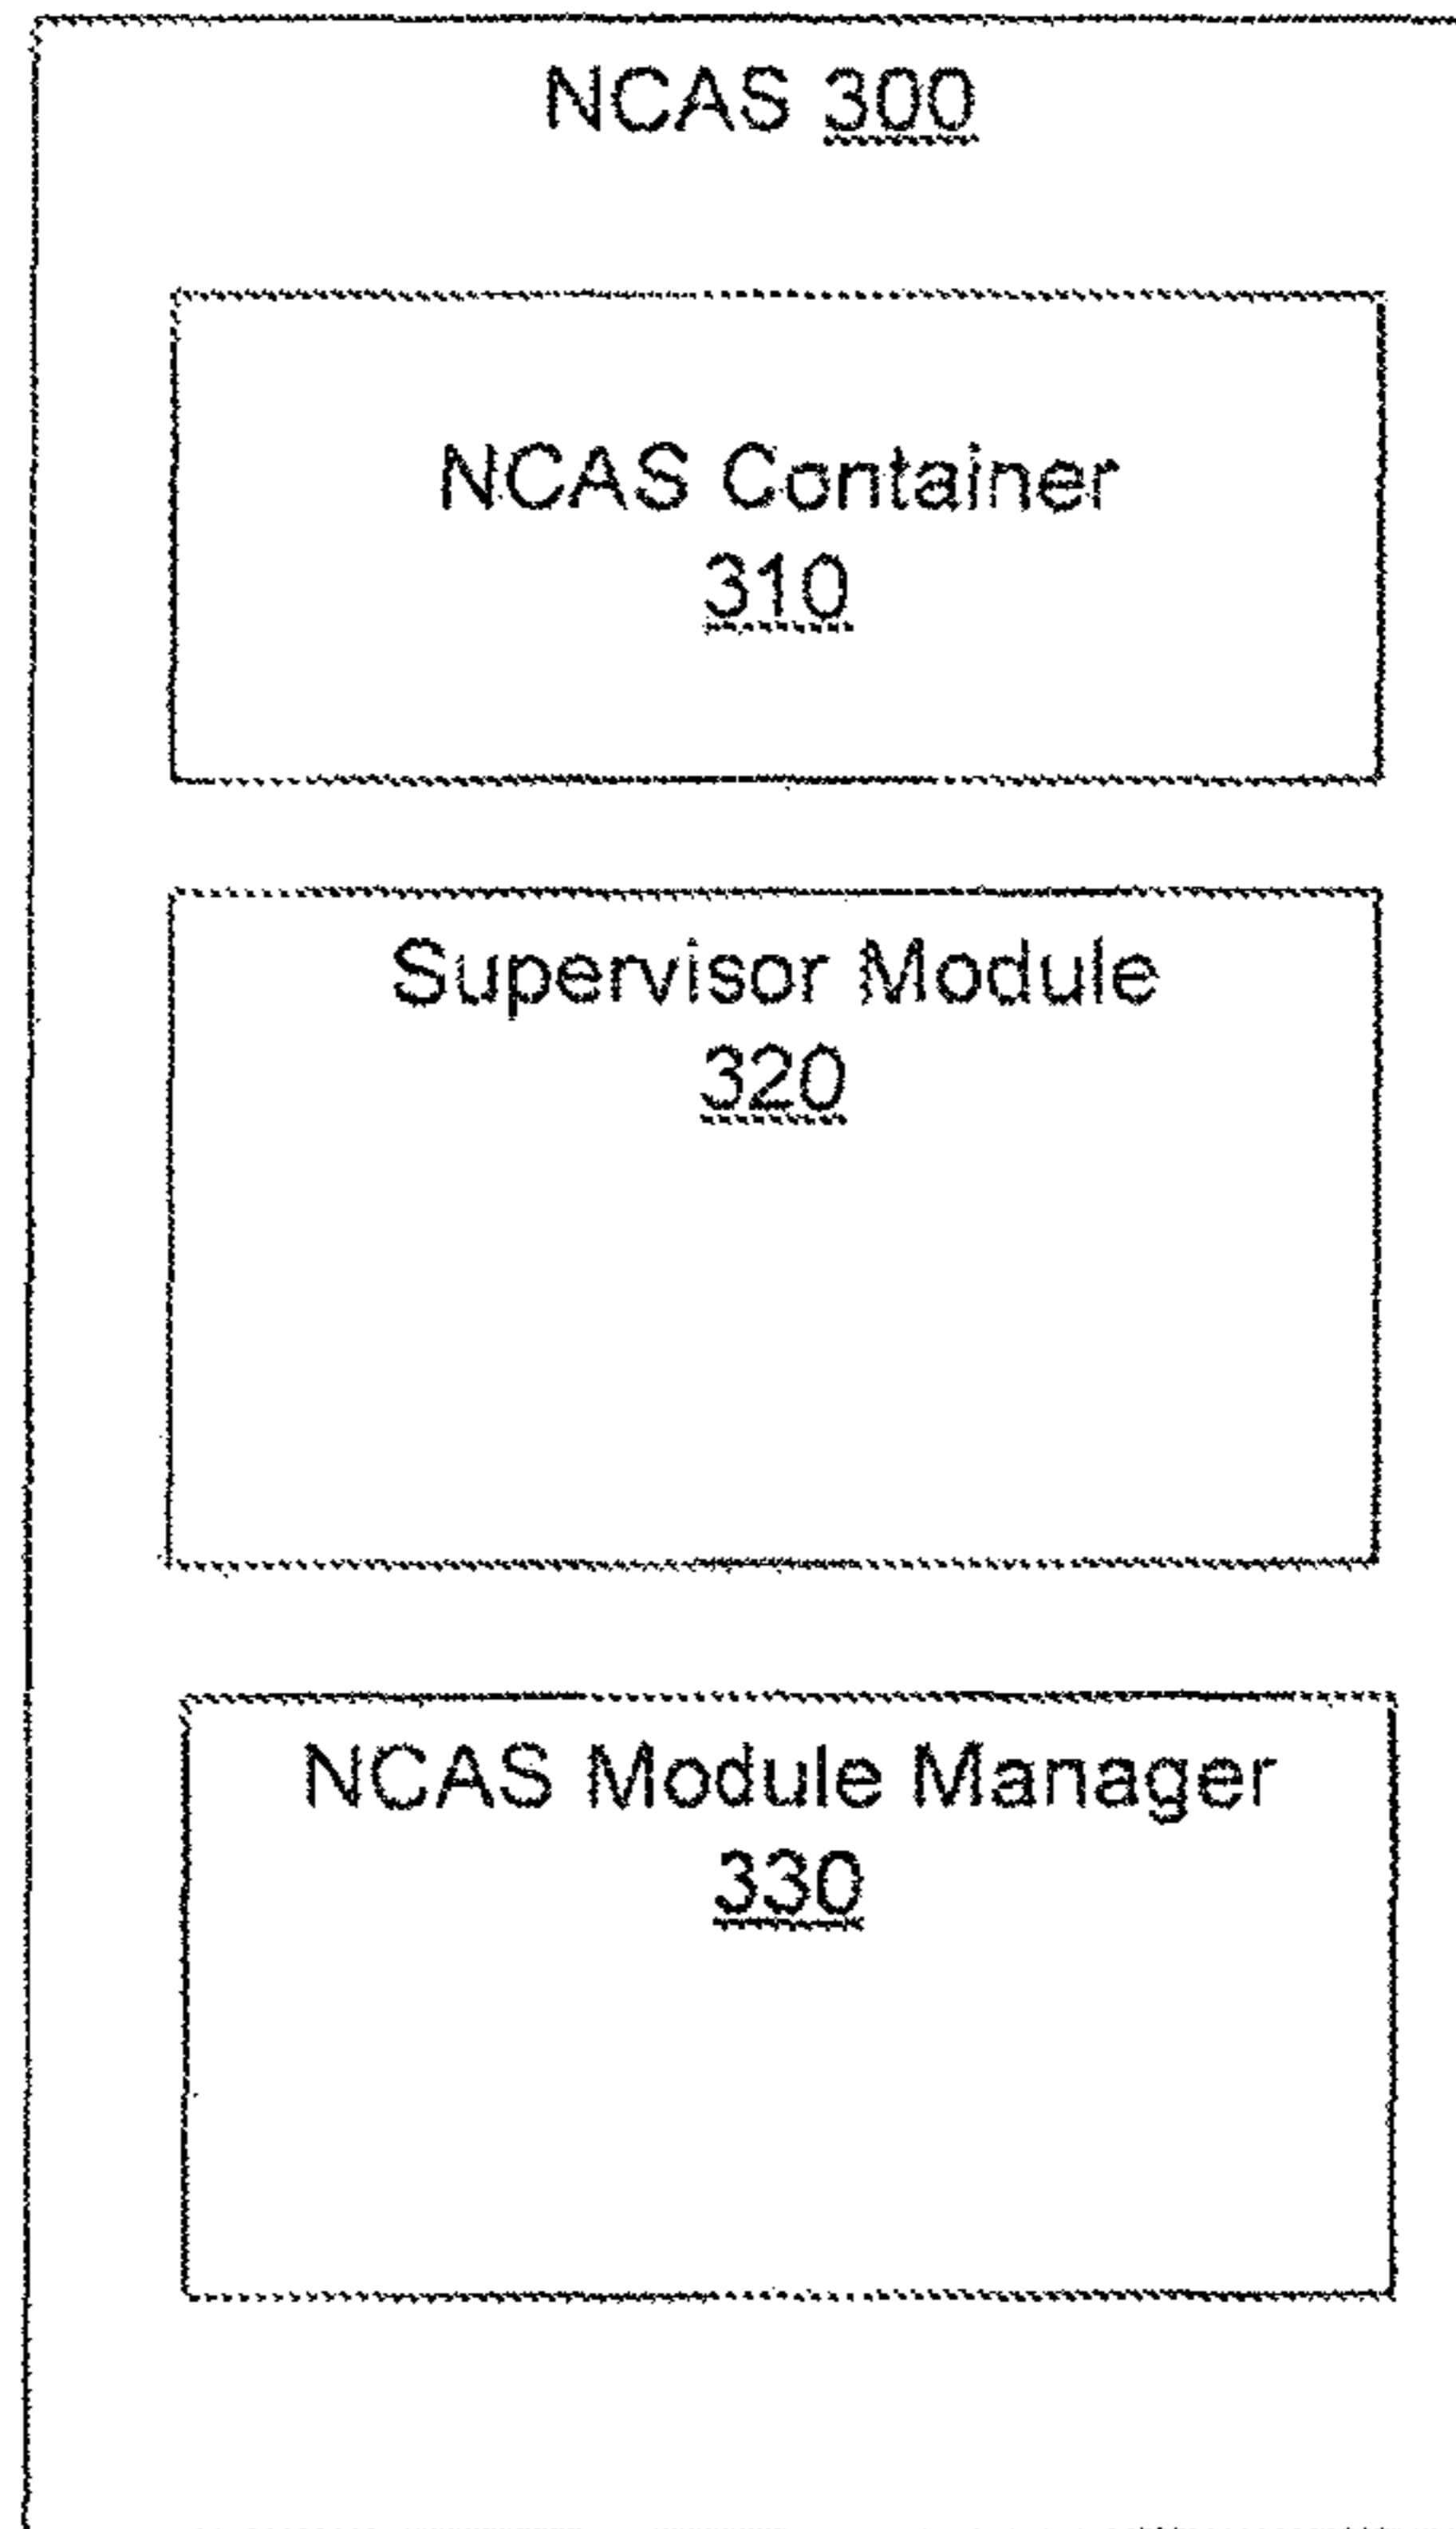 NCAS 300
NCAS Container
310
Supervisor Module
320
NCAS Module Manager
330